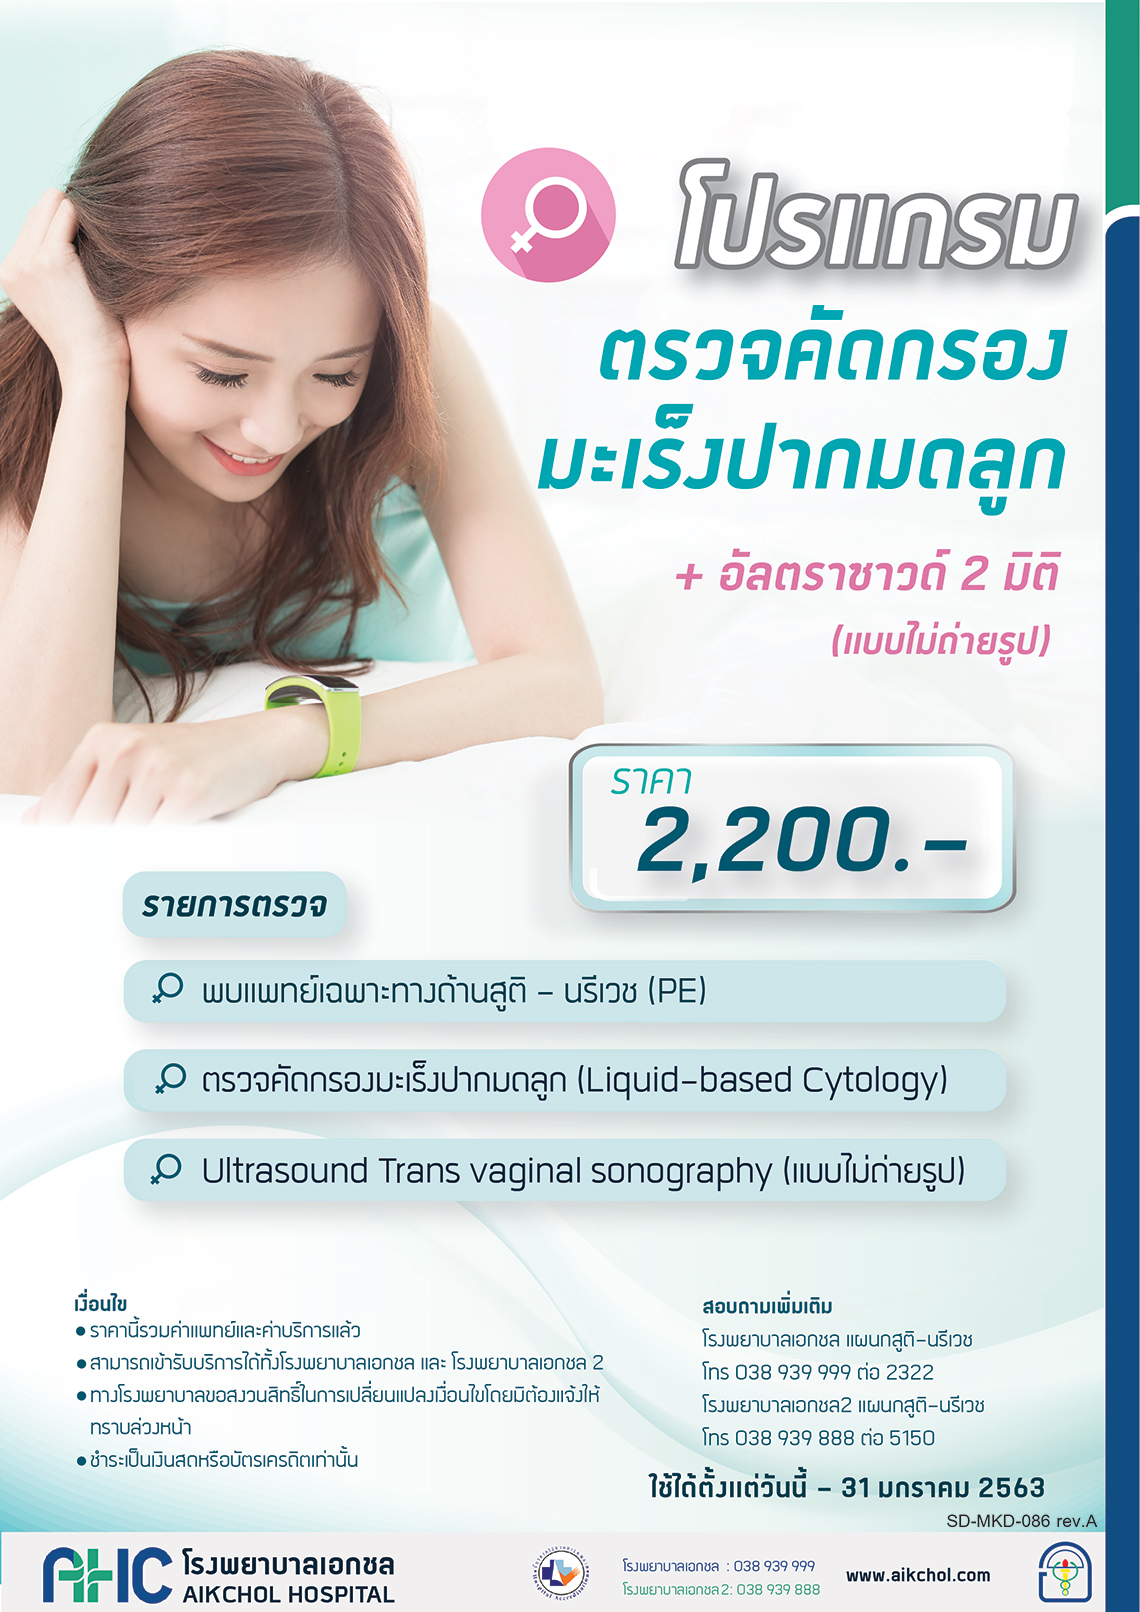 โปรแกรม
ตรวจคัดกรอง
มะเร็งปากมดลูก
+ อัลตราซาวด์ 2 มิติ
(แบบไม่ถ่ายรูป)
ราคา
2,200.-
รายการตรวจ
พบแพทย์เฉพาะทางด้านสูติ - นรีเวช (PE)
ตรวจคัดกรองมะเร็งปากมดลูก (Liquid-based Cytology)
Ultrasound Trans vaginal sonography (แบบไม่ถ่ายรูป)
เงื่อนไข
● ราคานี้รวมค่าแพทย์และค่าบริการแล้ว
● สามารถเข้ารับบริการได้ทั้งโรงพยาบาลเอกชล และ โรงพยาบาลเอกชล 2
● ทางโรงพยาบาลขอสงวนสิทธิ์ในการเปลี่ยนแปลงเงื่อนไขโดยมิต้องแจ้งให้
ทราบล่วงหน้า
● ชำระเป็นเงินสดหรือบัตรเครดิตเท่านั้น
สอบถามเพิ่มเติม
โรงพยาบาลเอกชล แผนกสูติ-นรีเวช
โทร 038 939 999 ต่อ 2322
โรงพยาบาลเอกชล2 แผนกสูติ-นรีเวช
โทร 038 939 888 ต่อ 5150
ใช้ได้ตั้งแต่วันนี้ - 31 มกราคม 2563
SD-MKD-086 rev.A
AHC โรงพยาบาลเอกชล
AIKCHOL HOSPITAL
โรงพยาบาลเอกชล : 038 939 999
โรงพยาบาลเอกชล 2: 038 939 888
www.aikchol.com